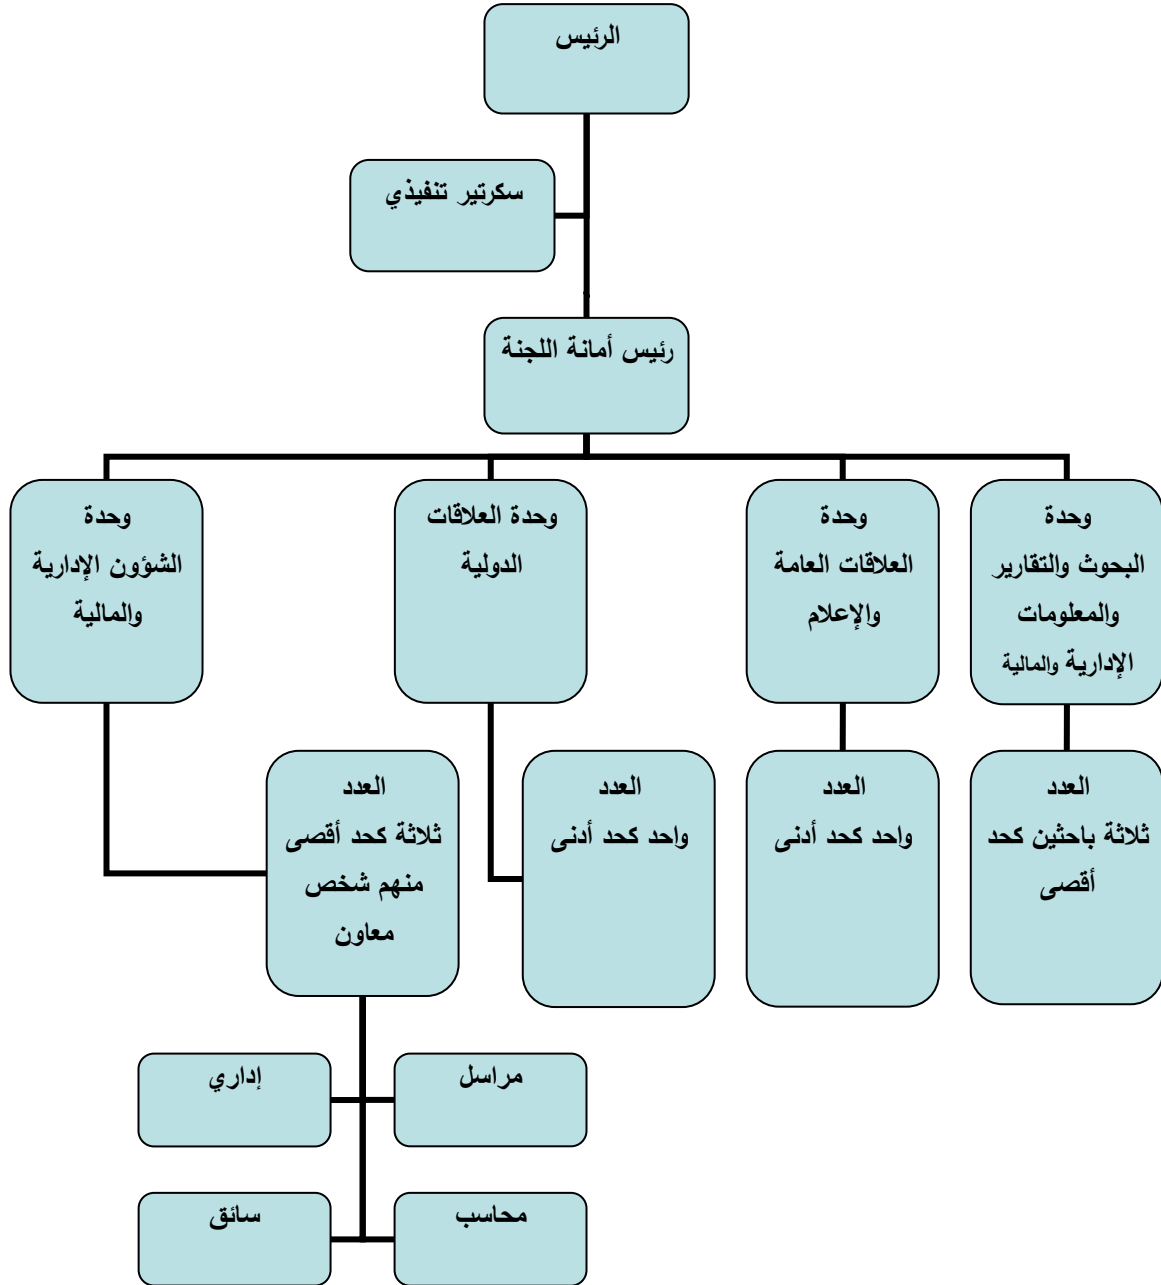 الرئيس
سكرتير تنفيذي
رئيس أمانة اللجنة
وحدة
البحوث والتقارير
والمعلومات
الإدارية والمالية
وحدة
العلاقات العامة
والإعلام
وحدة العلاقات
الدولية
وحدة
الشؤون الإدارية
والمالية
العدد
ثلاثة باحثين كحد
أقصى
العدد
واحد كحد أدنى
العدد
واحد كحد أدنى
العدد
ثلاثة كحد أقصى
منهم شخص
معاون
مراسل
إداري
محاسب
سائق